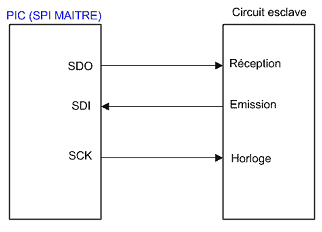 PIC (SPI MAITRE)
Circuit esclave
SDO
Réception
SDI
Emission
SCK
Horloge